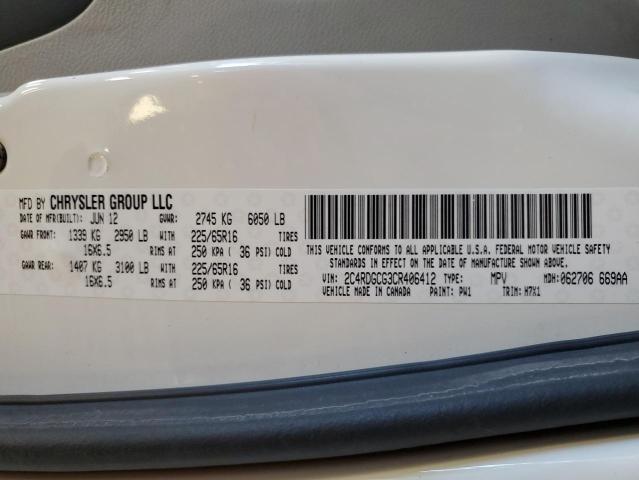 MFD BY CHRYSLER GROUP LLC
DATE OF MFR(BUILT): JUN 12 GVWR: 2745 KG 6050 LB
GAWR FRONT: 1339 KG 2950 LB WITH 225/65R16 TIRES
16X6.5 RIMS AT 250 KPA ( 36 PSI) COLD
GAWR REAR: 1407 KG 3100 LB WITH 225/65R16 TIRES
16X6.5 RIMS AT 250 KPA ( 36 PSI) COLD
THIS VEHICLE CONFORMS TO ALL APPLICABLE U.S.A. FEDERAL MOTOR VEHICLE SAFETY
STANDARDS IN EFFECT ON THE DATE OF MANUFACTURE SHOWN ABOVE.
VIN: 2C4RDGCG3CR406412 TYPE: MPV MDH: 062706 669AA
VEHICLE MADE IN CANADA PAINT: PW1 TRIM: H7X1